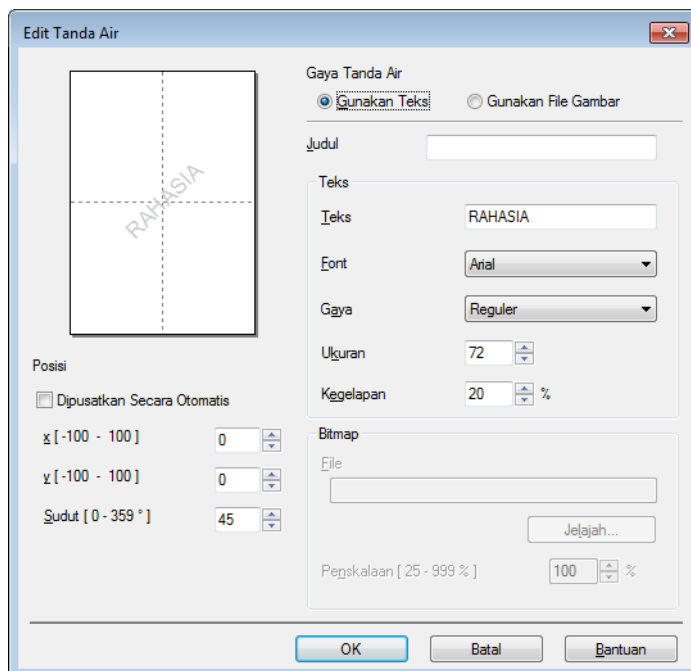 Edit Tanda Air
RAHASIA
Posisi
Dipusatkan Secara Otomatis
x [ -100 - 100 ] 0
y [ -100 - 100 ] 0
Sudut [ 0 - 359 ° ] 45
Gaya Tanda Air
Gunakan Teks Gunakan File Gambar
Judul
Teks
Teks RAHASIA
Font Arial
Gaya Reguler
Ukuran 72
Kegelapan 20 %
Bitmap
File
Jelajah...
Penskalaan [ 25 - 999 % ] 100 %
OK Batal Bantuan